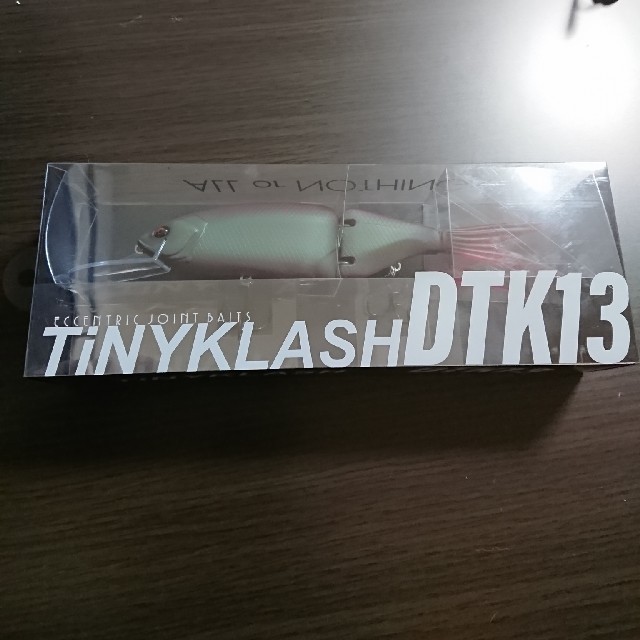 ALL or NOTHING
ECCENTRIC JOINT BAITS
TiNYKLASH DTK13